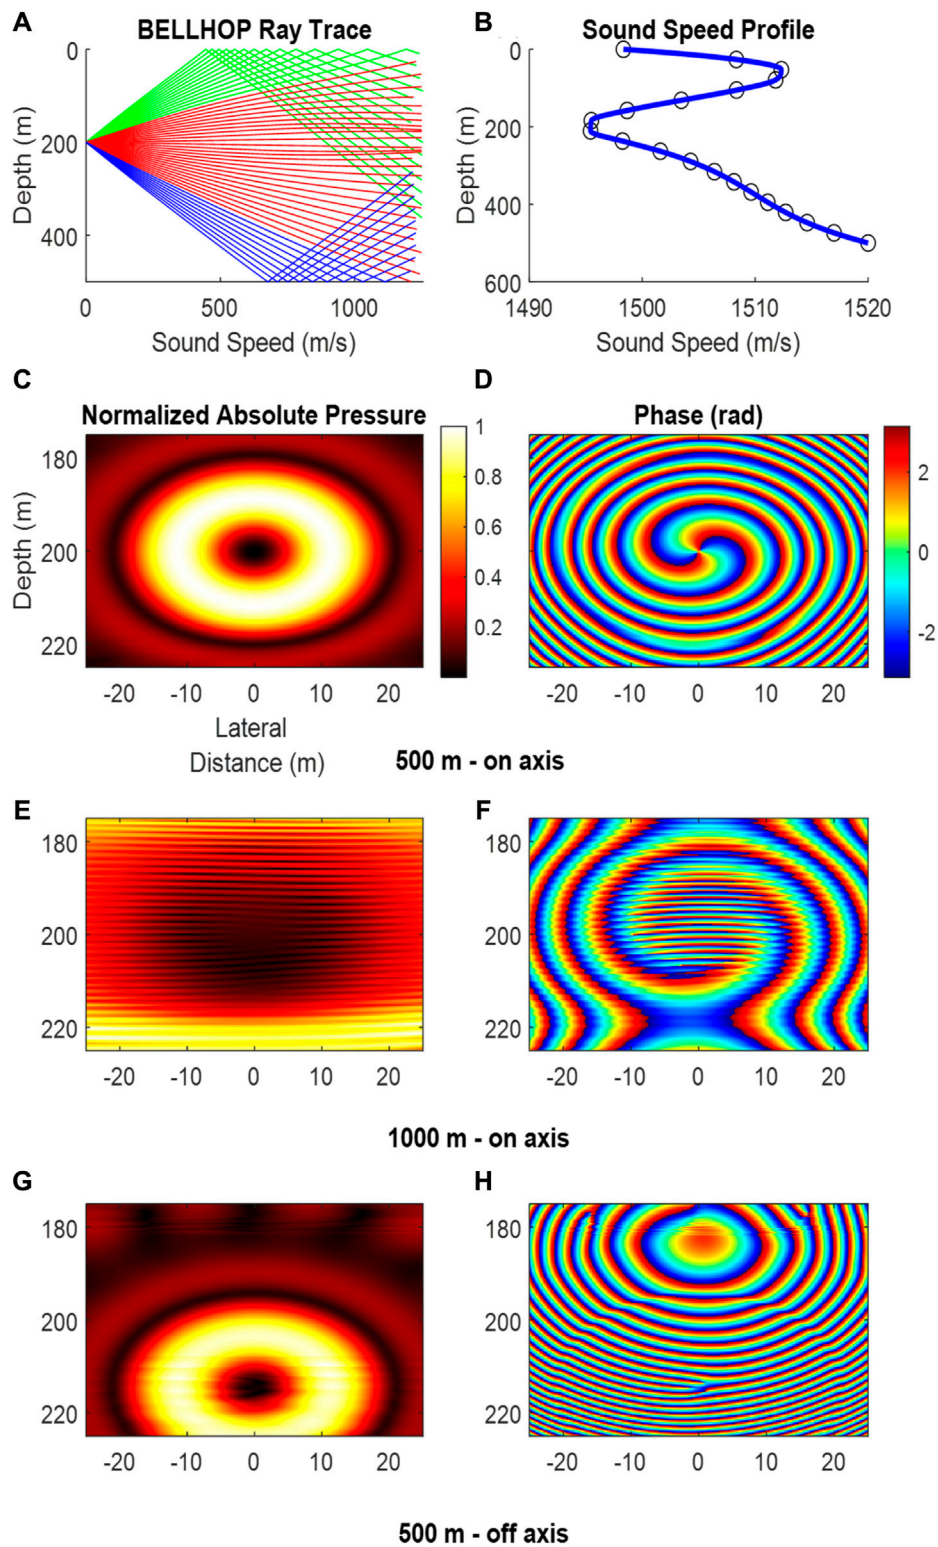 A
BELLHOP Ray Trace
Depth (m)
0
200
400
0 500 1000
Sound Speed (m/s)
B
Sound Speed Profile
Depth (m)
0
200
400
600
1490 1500 1510 1520
Sound Speed (m/s)
C
Normalized Absolute Pressure
Depth (m)
180
200
220
-20 -10 0 10 20
Lateral
Distance (m)
1
0.8
0.6
0.4
0.2
D
Phase (rad)
-20 -10 0 10 20
2
0
-2
500 m - on axis
E
180
200
220
-20 -10 0 10 20
F
180
200
220
-20 -10 0 10 20
1000 m - on axis
G
180
200
220
-20 -10 0 10 20
H
180
200
220
-20 -10 0 10 20
500 m - off axis